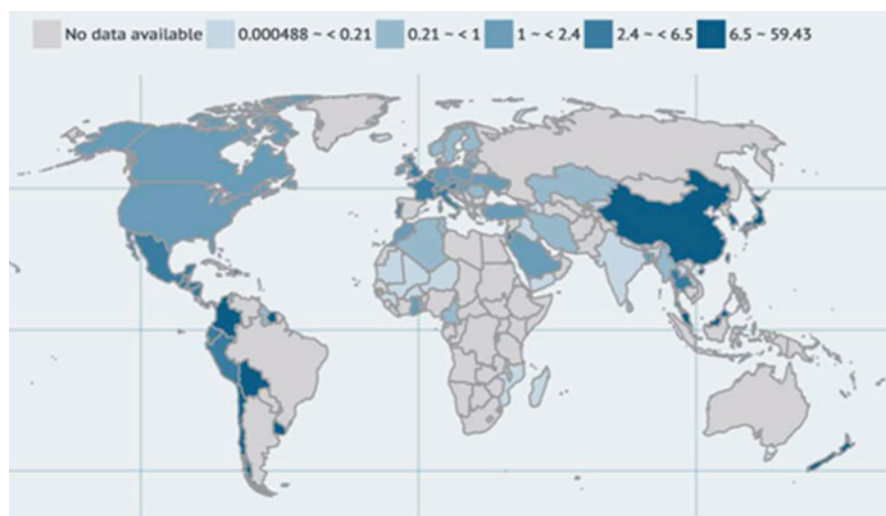 No data available 0.000488 ~ < 0.21 0.21 ~ < 1 1 ~ < 2.4 2.4 ~ < 6.5 6.5 ~ 59.43